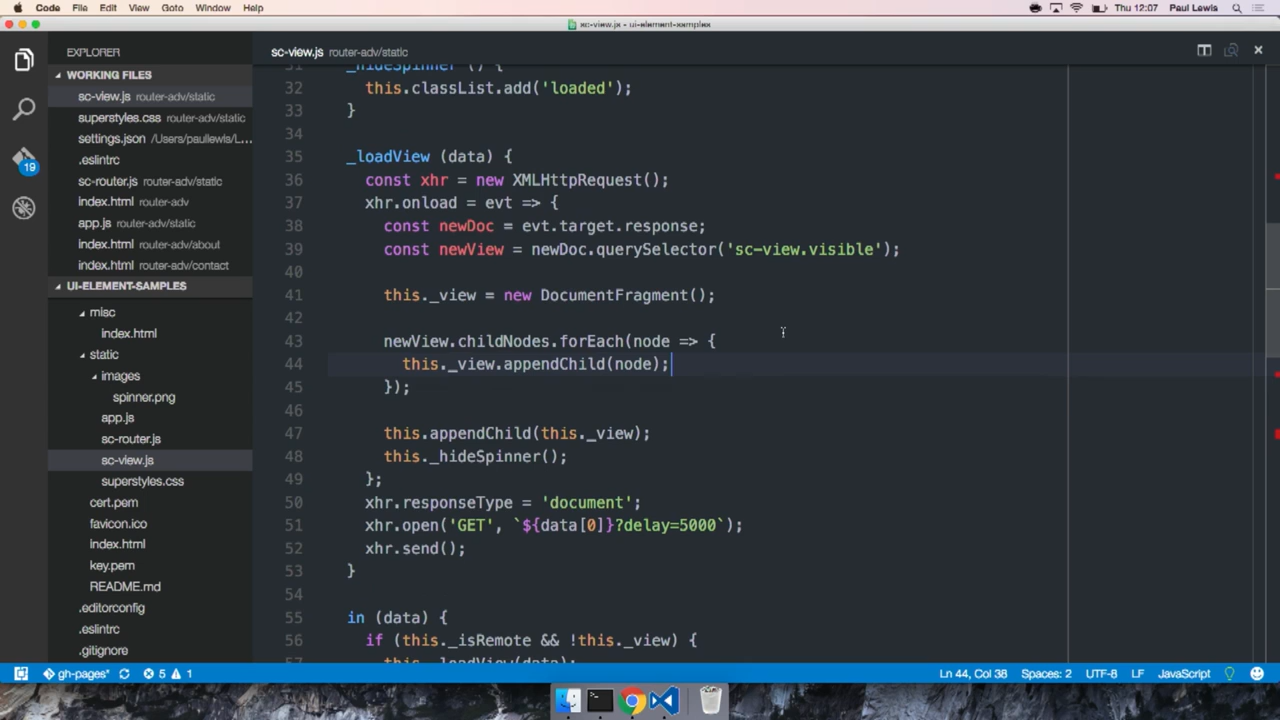 Code File Edit View Goto Window Help Thu 12:07 Paul Lewis
sc-view.js - ui-element-samples
EXPLORER
WORKING FILES
sc-view.js router-adv/static
superstyles.css router-adv/static
settings.json /Users/paullewis/L...
.eslintrc
sc-router.js router-adv/static
index.html router-adv
app.js router-adv/static
index.html router-adv/about
index.html router-adv/contact
19
UI-ELEMENT-SAMPLES
misc
index.html
static
images
spinner.png
app.js
sc-router.js
sc-view.js
superstyles.css
cert.pem
favicon.ico
index.html
key.pem
README.md
.editorconfig
.eslintrc
.gitignore
sc-view.js router-adv/static
31 _hideSpinner () {
32 this.classList.add('loaded');
33 }
34
35 _loadView (data) {
36 const xhr = new XMLHttpRequest();
37 xhr.onload = evt => {
38 const newDoc = evt.target.response;
39 const newView = newDoc.querySelector('sc-view.visible');
40
41 this._view = new DocumentFragment();
42
43 newView.childNodes.forEach(node => {
44 this._view.appendChild(node);
45 });
46
47 this.appendChild(this._view);
48 this._hideSpinner();
49 };
50 xhr.responseType = 'document';
51 xhr.open('GET', `${data[0]}?delay=5000`);
52 xhr.send();
53 }
54
55 in (data) {
56 if (this._isRemote && !this._view) {
57 this._loadView(data);
gh-pages* 5 1 Ln 44, Col 38 Spaces: 2 UTF-8 LF JavaScript